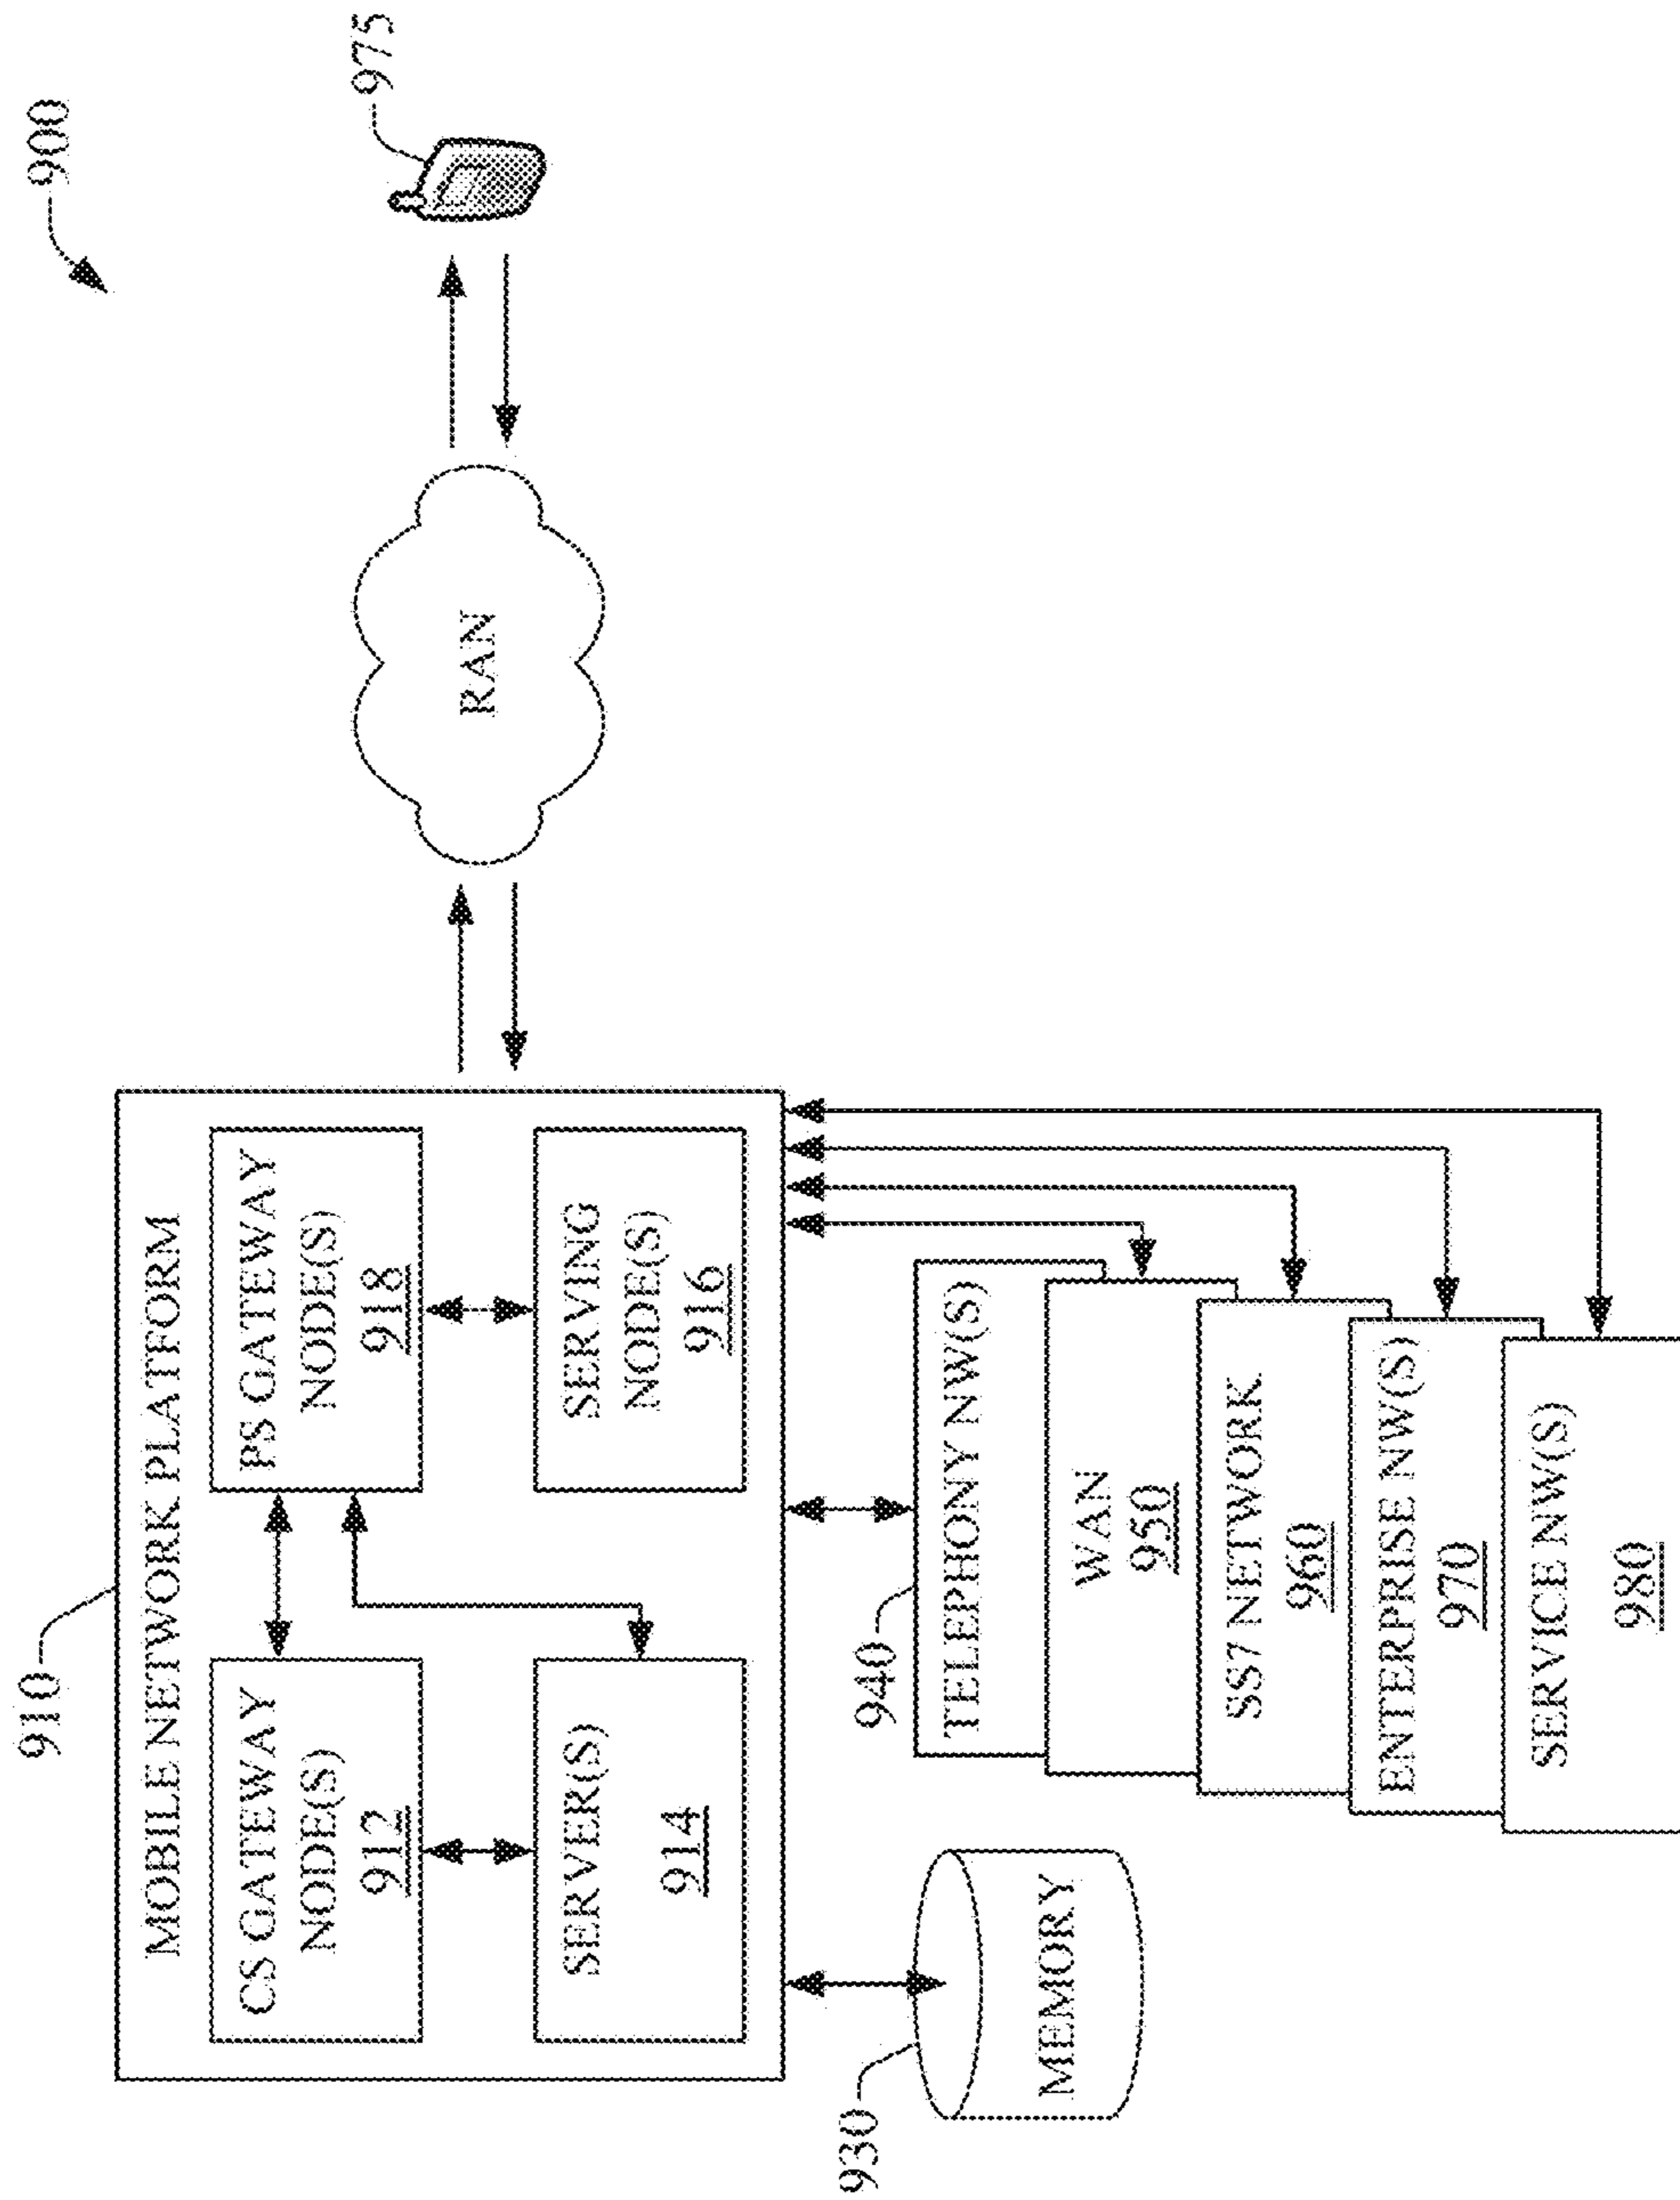 900
910
MOBILE NETWORK PLATFORM
CS GATEWAY
NODE(S)
912
PS GATEWAY
NODE(S)
918
SERVER(S)
914
SERVING
NODE(S)
916
RAN
975
930
MEMORY
940
TELEPHONY NW(S)
WAN
950
SS7 NETWORK
960
ENTERPRISE NW(S)
970
SERVICE NW(S)
980